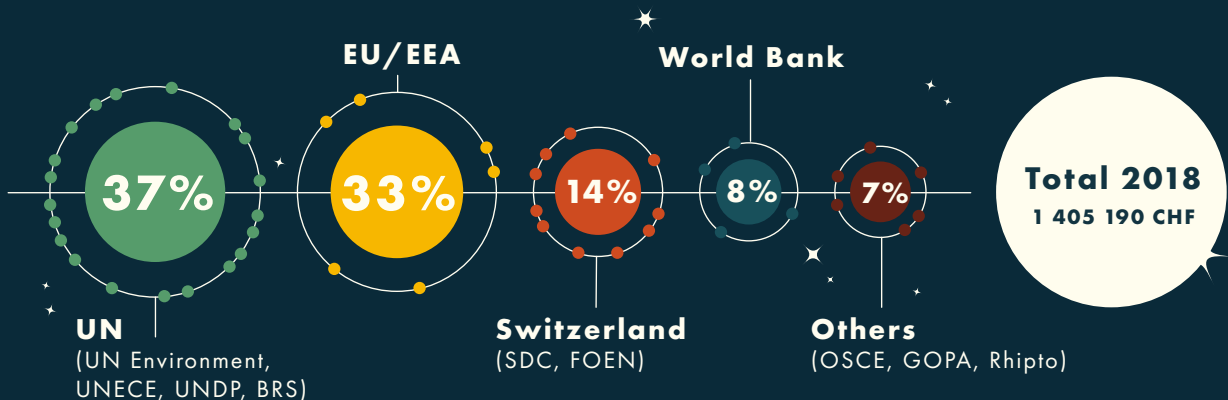 EU/EEA
World Bank
37%
33%
14%
8%
7%
Total 2018
1 405 190 CHF
UN
(UN Environment,
UNECE, UNDP, BRS)
Switzerland
(SDC, FOEN)
Others
(OSCE, GOPA, Rhipto)